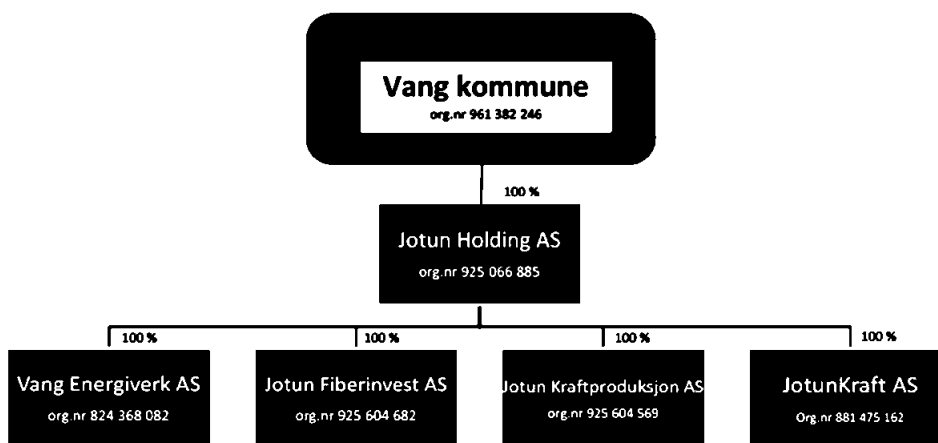 Vang kommune
org.nr 961 382 246
100 %
Jotun Holding AS
org.nr 925 066 885
100 %
100 %
100 %
100 %
Vang Energiverk AS
org.nr 824 368 082
Jotun Fiberinvest AS
org.nr 925 604 682
Jotun Kraftproduksjon AS
org.nr 925 604 569
JotunKraft AS
Org.nr 881 475 162